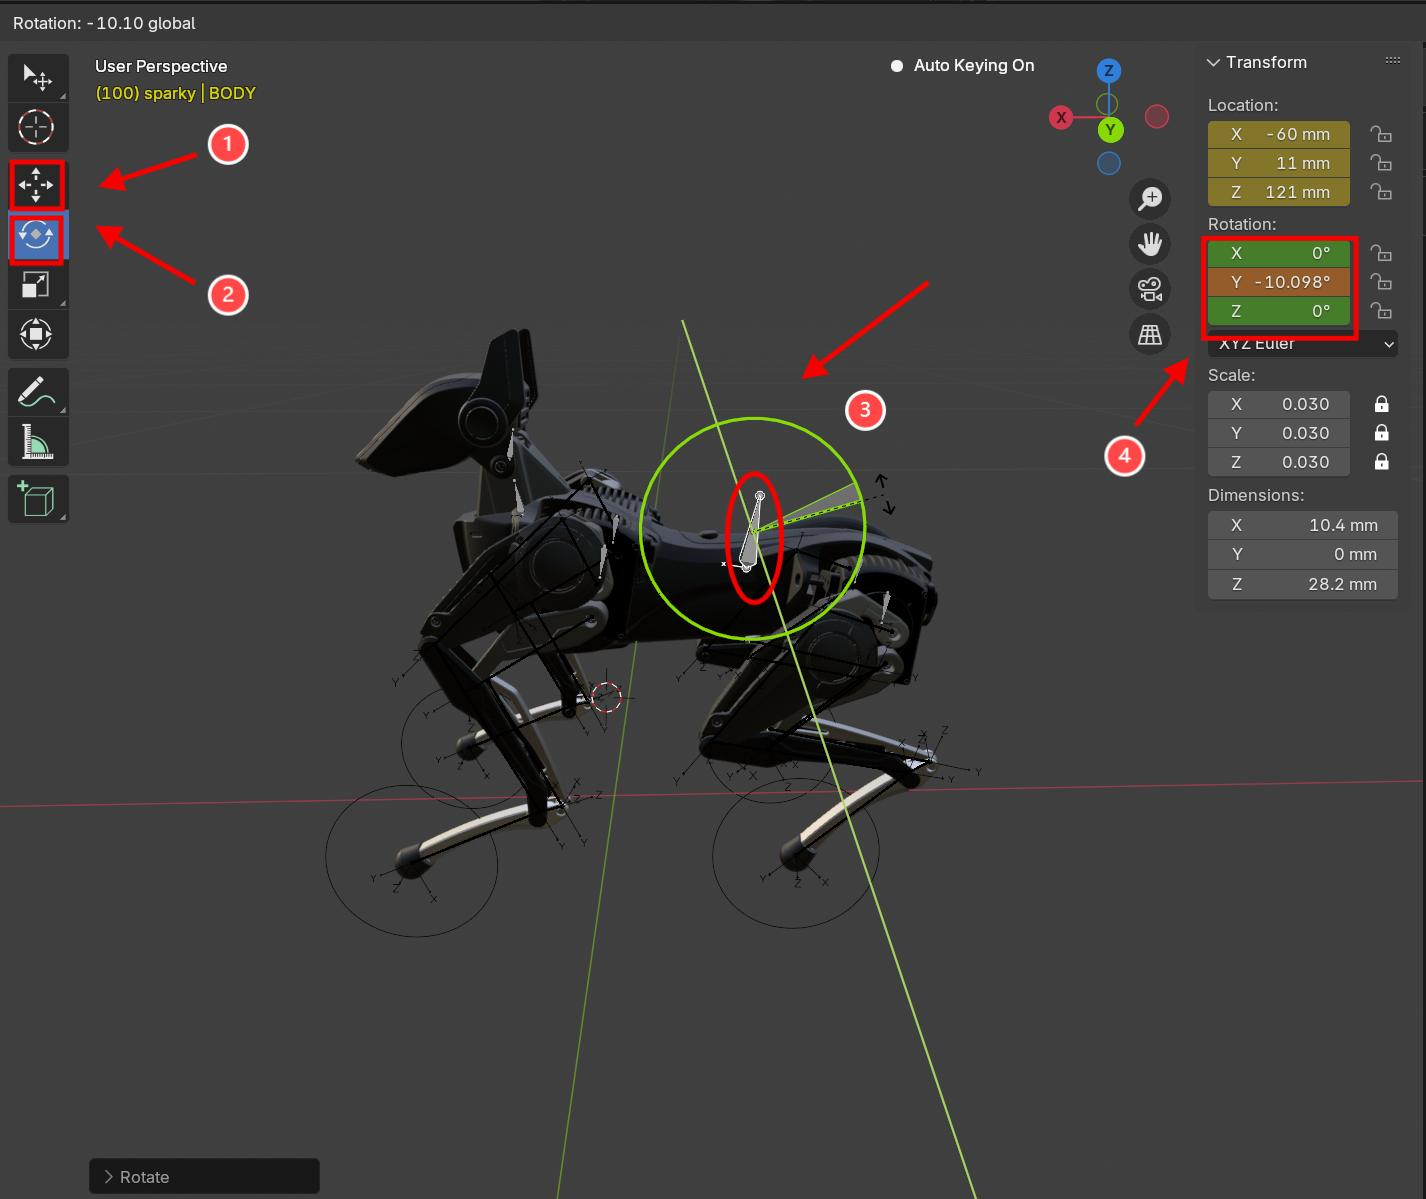 Rotation: -10.10 global
User Perspective
(100) sparky | BODY
Auto Keying On
Z
X
Y
1
2
3
4
Transform
Location:
X -60 mm
Y 11 mm
Z 121 mm
Rotation:
X 0°
Y -10.098°
Z 0°
XYZ Euler
Scale:
X 0.030
Y 0.030
Z 0.030
Dimensions:
X 10.4 mm
Y 0 mm
Z 28.2 mm
Rotate